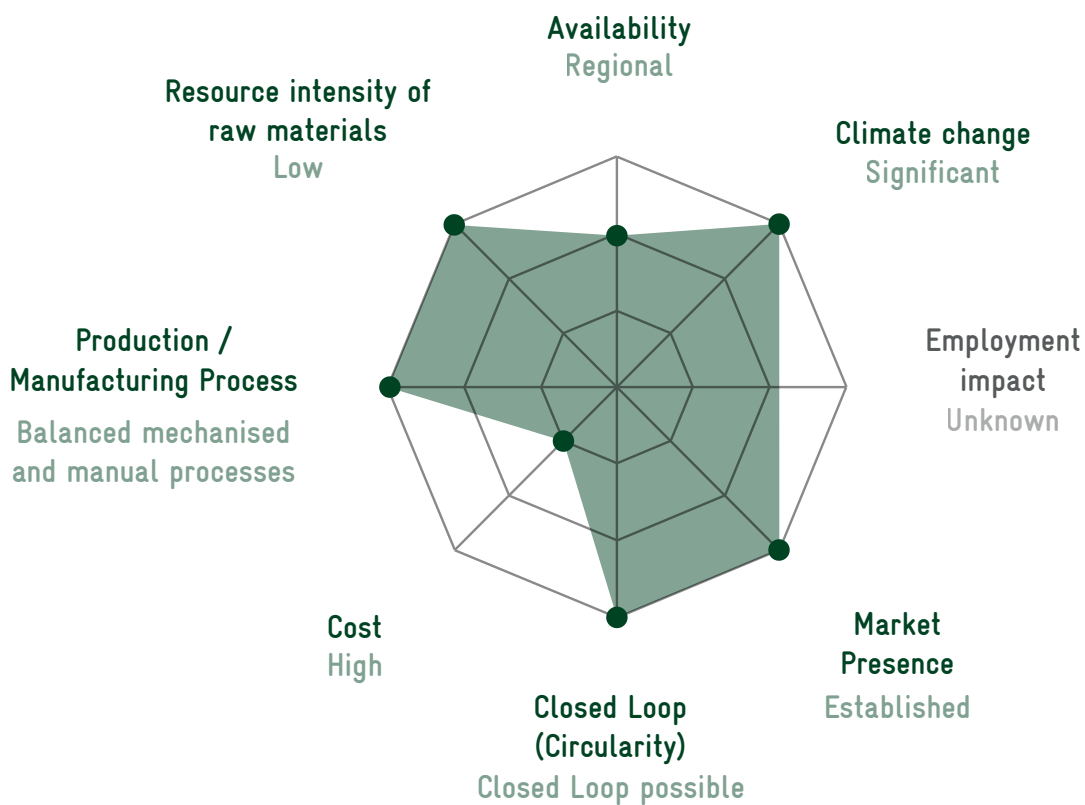 Availability
Regional
Resource intensity of
raw materials
Low
Climate change
Significant
Production /
Manufacturing Process
Balanced mechanised
and manual processes
Employment
impact
Unknown
Cost
High
Market
Presence
Established
Closed Loop
(Circularity)
Closed Loop possible